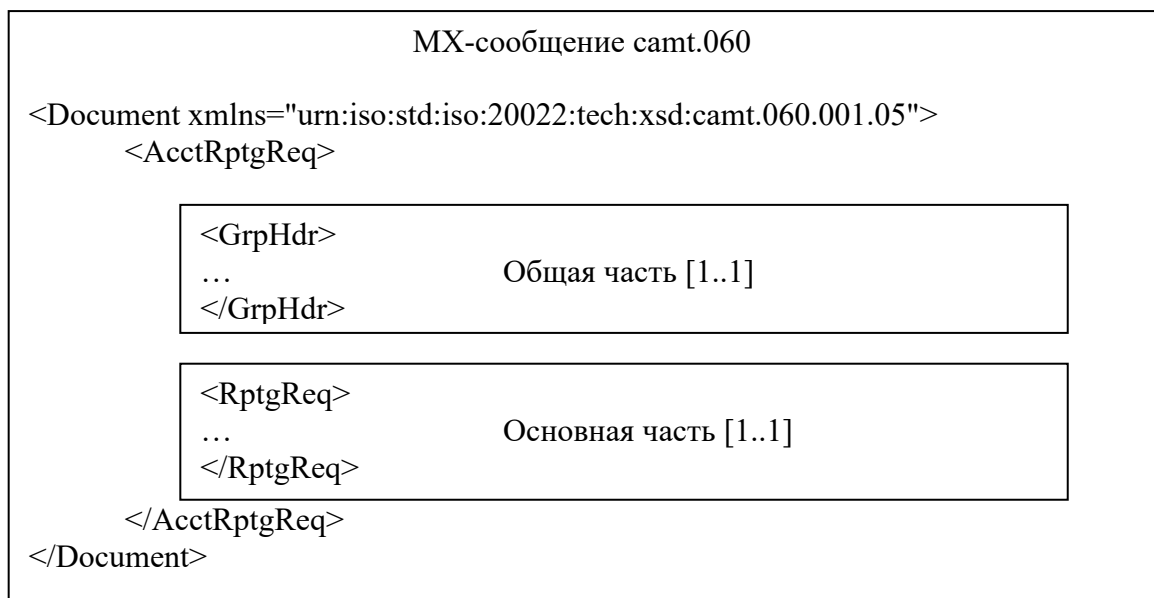 МХ-сообщение camt.060
<Document xmlns="urn:iso:std:iso:20022:tech:xsd:camt.060.001.05">
<AcctRptgReq>
<GrpHdr>
… Общая часть [1..1]
</GrpHdr>
<RptgReq>
… Основная часть [1..1]
</RptgReq>
</AcctRptgReq>
</Document>